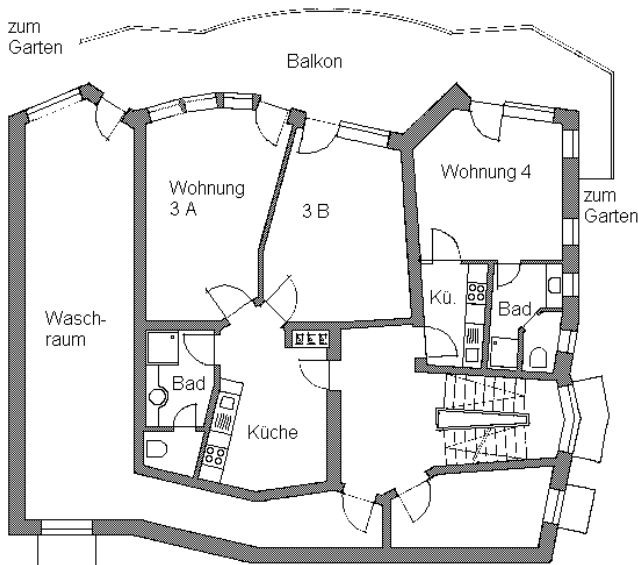 zum
Garten
Balkon
Wohnung
3 A
3 B
Wohnung 4
zum
Garten
Wasch-
raum
Kü.
Bad
Bad
Küche